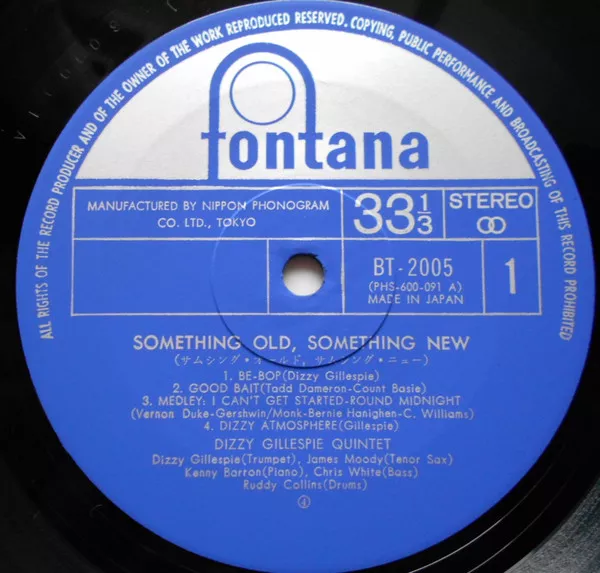 ALL RIGHTS OF THE RECORD PRODUCER AND OF THE OWNER OF THE WORK REPRODUCED RESERVED. COPYING, PUBLIC PERFORMANCE AND BROADCASTING OF THIS RECORD PROHIBITED
fontana
MANUFACTURED BY NIPPON PHONOGRAM
CO. LTD., TOKYO
33 1/3
STEREO
BT-2005
(PHS-600-091 A)
MADE IN JAPAN
1
SOMETHING OLD, SOMETHING NEW
(サムシング・オールド, サムシング・ニュー)
1. BE-BOP(Dizzy Gillespie)
2. GOOD BAIT(Tadd Dameron-Count Basie)
3. MEDLEY: I CAN'T GET STARTED-ROUND MIDNIGHT
(Vernon Duke-Gershwin/Monk-Bernie Hanighen-C. Williams)
4. DIZZY ATMOSPHERE(Gillespie)
DIZZY GILLESPIE QUINTET
Dizzy Gillespie(Trumpet), James Moody(Tenor Sax)
Kenny Barron(Piano), Chris White(Bass)
Ruddy Collins(Drums)
④